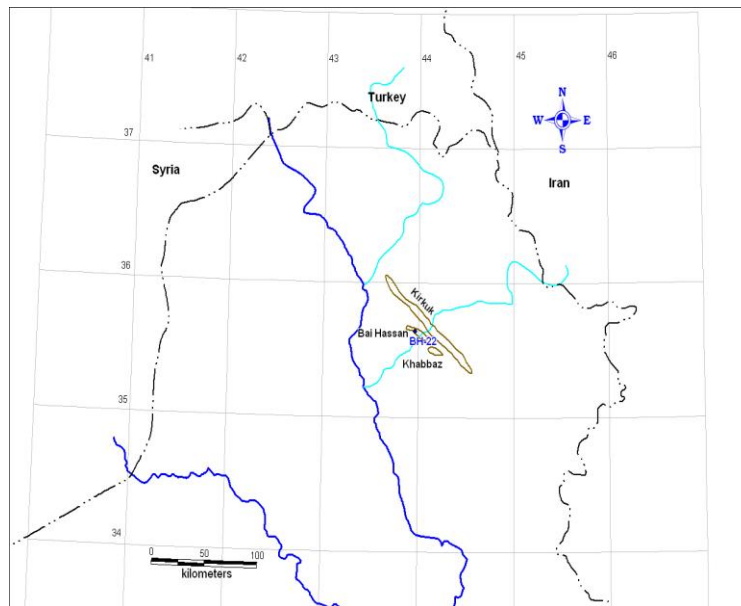 41
42
43
44
45
46
Turkey
N
W E
S
37
Syria
Iran
36
Kirkuk
Bai Hassan
BH-22
Khabbaz
35
34
0 50 100
kilometers